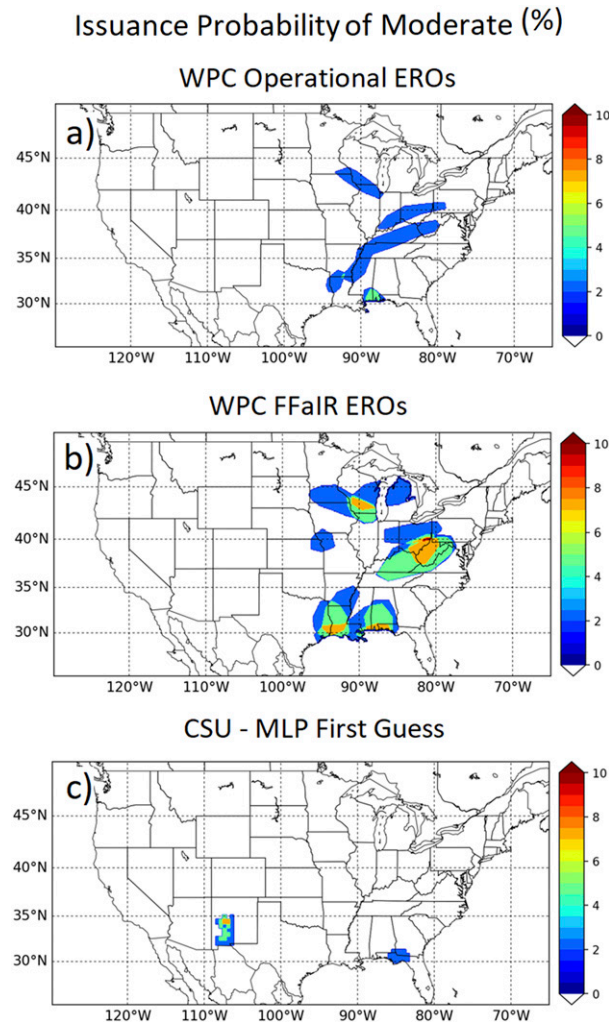 Issuance Probability of Moderate (%)
WPC Operational EROs
a)
45°N
40°N
35°N
30°N
120°W 110°W 100°W 90°W 80°W 70°W
10
8
6
4
2
0
WPC FFaIR EROs
b)
45°N
40°N
35°N
30°N
120°W 110°W 100°W 90°W 80°W 70°W
10
8
6
4
2
0
CSU - MLP First Guess
c)
45°N
40°N
35°N
30°N
120°W 110°W 100°W 90°W 80°W 70°W
10
8
6
4
2
0